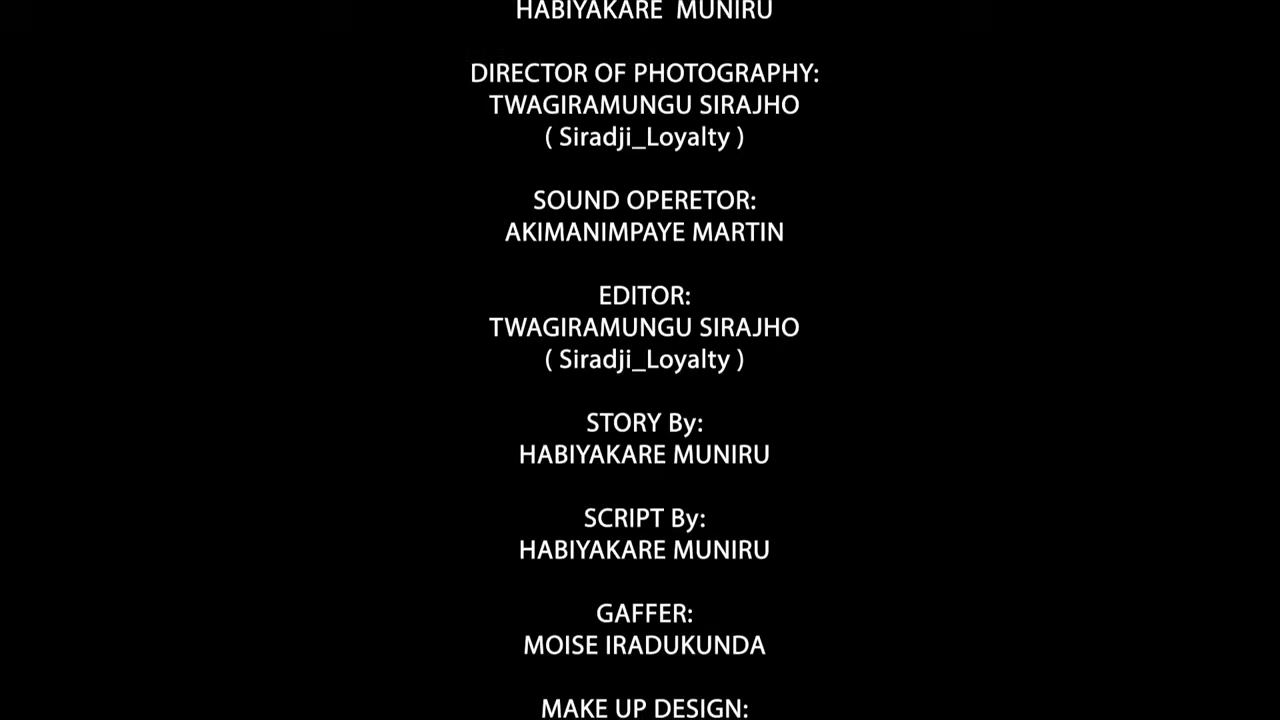 HABIYAKARE  MUNIRU
DIRECTOR OF PHOTOGRAPHY:
TWAGIRAMUNGU SIRAJHO
( Siradji_Loyalty )
SOUND OPERETOR:
AKIMANIMPAYE MARTIN
EDITOR:
TWAGIRAMUNGU SIRAJHO
( Siradji_Loyalty )
STORY By:
HABIYAKARE MUNIRU
SCRIPT By:
HABIYAKARE MUNIRU
GAFFER:
MOISE IRADUKUNDA
MAKE UP DESIGN: